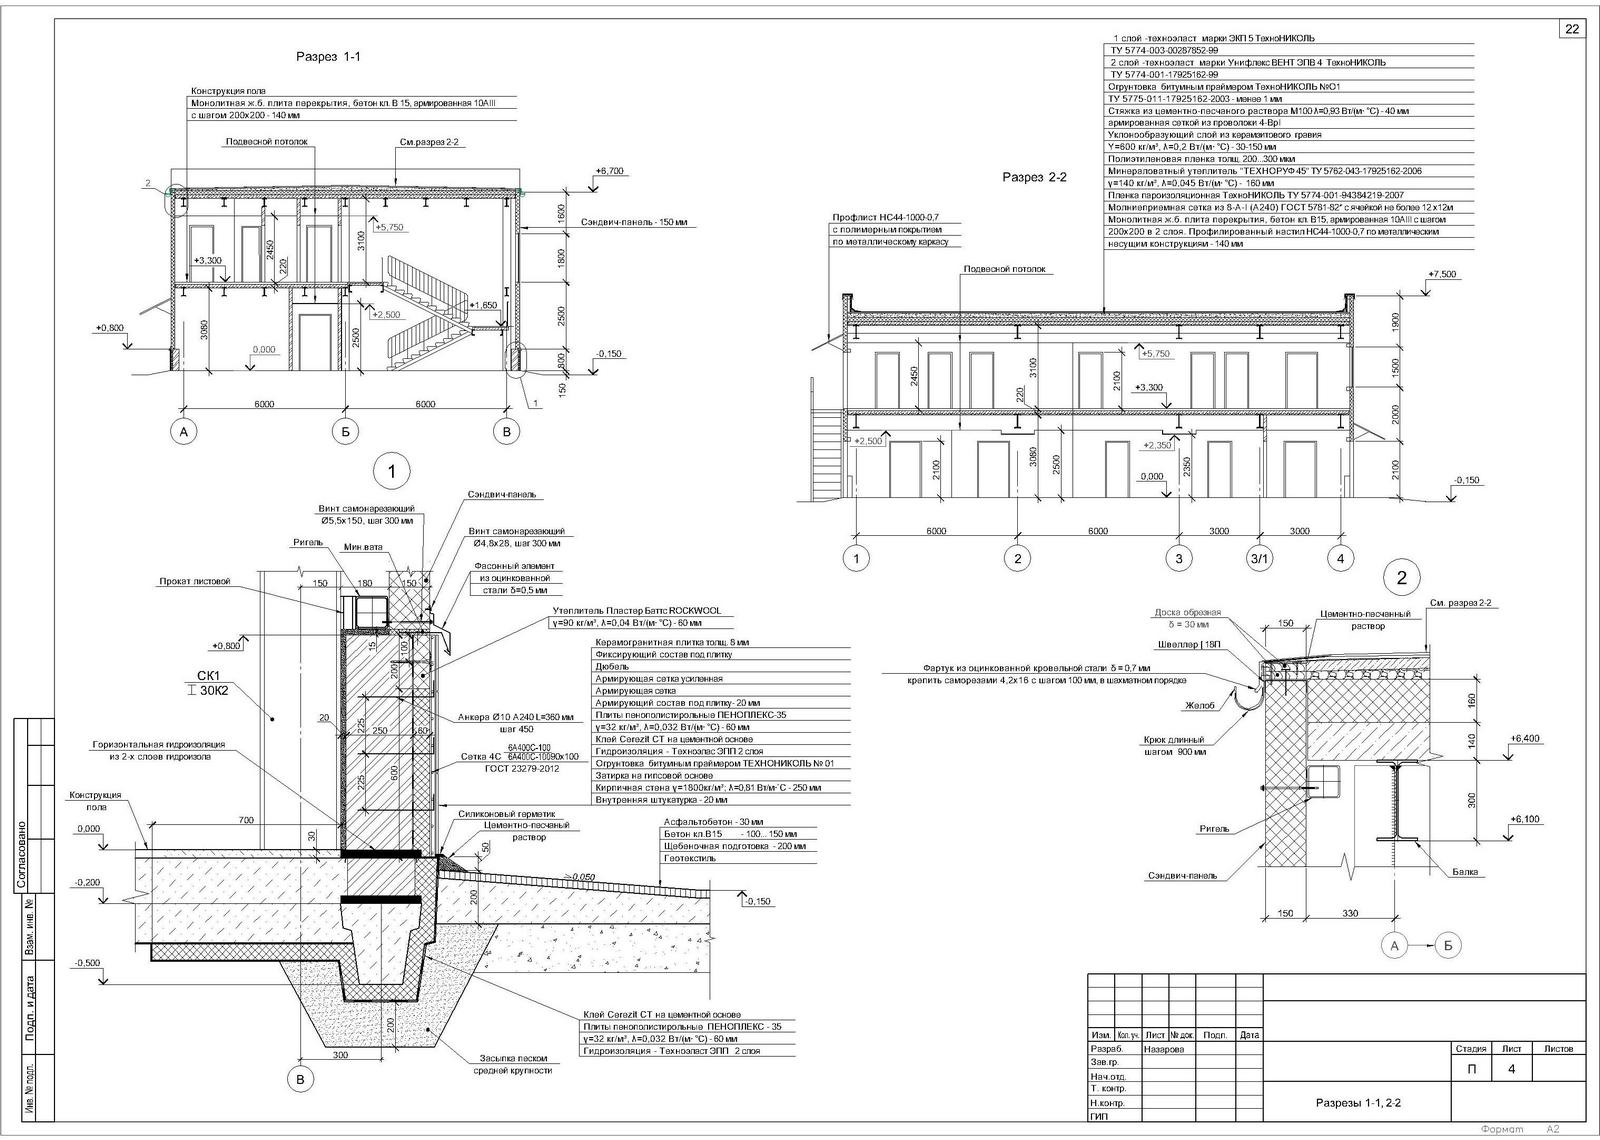 22
Разрез 1-1
Конструкция пола
Монолитная ж.б. плита перекрытия, бетон кл. В 15, армированная 10АIII
с шагом 200х200 - 140 мм
Подвесной потолок
См.разрез 2-2
2
+6,700
Сэндвич-панель - 150 мм
1600
1800
2500
800
150
+5,750
+3,300
3100
2450
220
+1,650
+2,500
3080
2500
+0,800
0,000
-0,150
1
6000
6000
А
Б
В
Разрез 2-2
1 слой -техноэласт марки ЭКП 5 ТехноНИКОЛЬ
ТУ 5774-003-00287852-99
2 слой -техноэласт марки Унифлекс ВЕНТ ЭПВ 4 ТехноНИКОЛЬ
ТУ 5774-001-17925162-99
Огрунтовка битумным праймером ТехноНИКОЛЬ №О1
ТУ 5775-011-17925162-2003 - менее 1 мм
Стяжка из цементно-песчаного раствора М100 λ=0,93 Вт/(м· °С) - 40 мм
армированная сеткой из проволоки 4-ВрI
Уклонообразующий слой из керамзитового гравия
Y=600 кг/м³, λ=0,2 Вт/(м· °С) - 30-150 мм
Полиэтиленовая пленка толщ. 200...300 мкм
Минераловатный утеплитель "ТЕХНОРУФ45" ТУ 5762-043-17925162-2006
γ=140 кг/м³, λ=0,045 Вт/(м· °С) - 160 мм
Пленка пароизоляционная ТехноНИКОЛЬ ТУ 5774-001-94384219-2007
Молниеприемная сетка из 8-А-I (А240) ГОСТ 5781-82* с ячейкой не более 12 х12м
Монолитная ж.б. плита перекрытия, бетон кл. В15, армированная 10АIII с шагом
200х200 в 2 слоя. Профилированный настил НС44-1000-0,7 по металлическим
несущим конструкциям - 140 мм
Профлист НС44-1000-0,7
с полимерным покрытием
по металлическому каркасу
Подвесной потолок
+7,500
1900
1500
2000
2100
+5,750
+3,300
2450
3100
220
2100
+2,500
+2,350
2100
3080
2500
2350
0,000
-0,150
6000
6000
3000
3000
1
2
3
3/1
4
1
Сэндвич-панель
Винт самонарезающий
Ø5,5х150, шаг 300 мм
Винт самонарезающий
Ø4,8х28, шаг 300 мм
Ригель
Мин.вата
Фасонный элемент
из оцинкованной
стали δ=0,5 мм
Прокат листовой
150
180
150
Утеплитель Пластер Баттс ROCKWOOL
γ=90 кг/м³, λ=0,04 Вт/(м· °С) - 60 мм
+0,800
15
100
200
Керамогранитная плитка толщ. 8 мм
Фиксирующий состав под плитку
Дюбель
Армирующая сетка усиленная
Армирующая сетка
Армирующий состав под плитку- 20 мм
Плиты пенополистирольные ПЕНОПЛЕКС-35
γ=32 кг/м³, λ=0,032 Вт/(м· °С) - 60 мм
Клей Cerezit СТ на цементной основе
Гидроизоляция - Техноэлас ЭПП 2 слоя
Огрунтовка битумным праймером ТЕХНОНИКОЛЬ № 01
Затирка на гипсовой основе
Кирпичная стена γ=1800кг/м³; λ=0,81 Вт/м·˚С - 250 мм
Внутренняя штукатурка - 20 мм
СК1
30К2
20
250
60
225
225
600
Анкера Ø10 А240 L=360 мм
шаг 450
Сетка 4С 6А400С-100 6А400С-100 90х100
ГОСТ 23279-2012
Горизонтальная гидроизоляция
из 2-х слоев гидроизола
Конструкция
пола
700
30
0,000
-0,200
-0,500
Силиконовый герметик
Цементно-песчаный
раствор
50
Асфальтобетон - 30 мм
Бетон кл.В15 - 100... 150 мм
Щебеночная подготовка - 200 мм
Геотекстиль
≥0,050
200
-0,150
200
300
В
Засыпка песком
средней крупности
Клей Cerezit СТ на цементной основе
Плиты пенополистирольные ПЕНОПЛЕКС - 35
γ=32 кг/м³, λ=0,032 Вт/(м· °С) - 60 мм
Гидроизоляция - Техноэласт ЭПП 2 слоя
2
Доска обрезная
δ = 30 мм
Швеллер [ 18П
150
Цементно-песчанный
раствор
См. разрез 2-2
Фартук из оцинкованной кровельной стали δ = 0,7 мм
крепить саморезами 4,2х16 с шагом 100 мм, в шахматном порядке
Желоб
Крюк длинный
шагом 900 мм
160
140
300
+6,400
+6,100
Ригель
Сэндвич-панель
Балка
150
330
А
Б
Согласовано
Взам. инв. №
Подп. и дата
Инв. № подл.
Изм. Кол. уч. Лист № док. Подп. Дата
Разраб. Назарова
Зав.гр.
Нач.отд.
Т. контр.
Н.контр.
ГИП
Стадия Лист Листов
П 4
Разрезы 1-1, 2-2
Формат А2